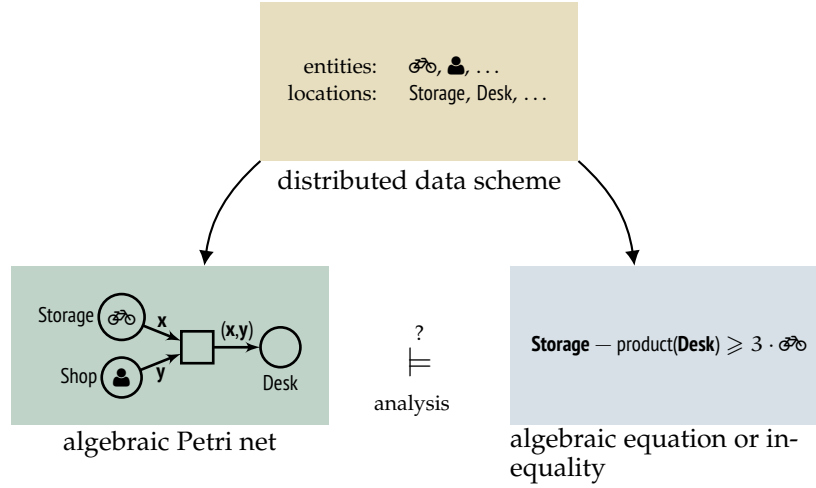 entities: 🚲, 👤, ...
locations: Storage, Desk, ...
distributed data scheme
Storage
x
(x,y)
Shop
y
Desk
algebraic Petri net
?
⊨
analysis
Storage − product(Desk) ⩾ 3 · 🚲
algebraic equation or in-
equality